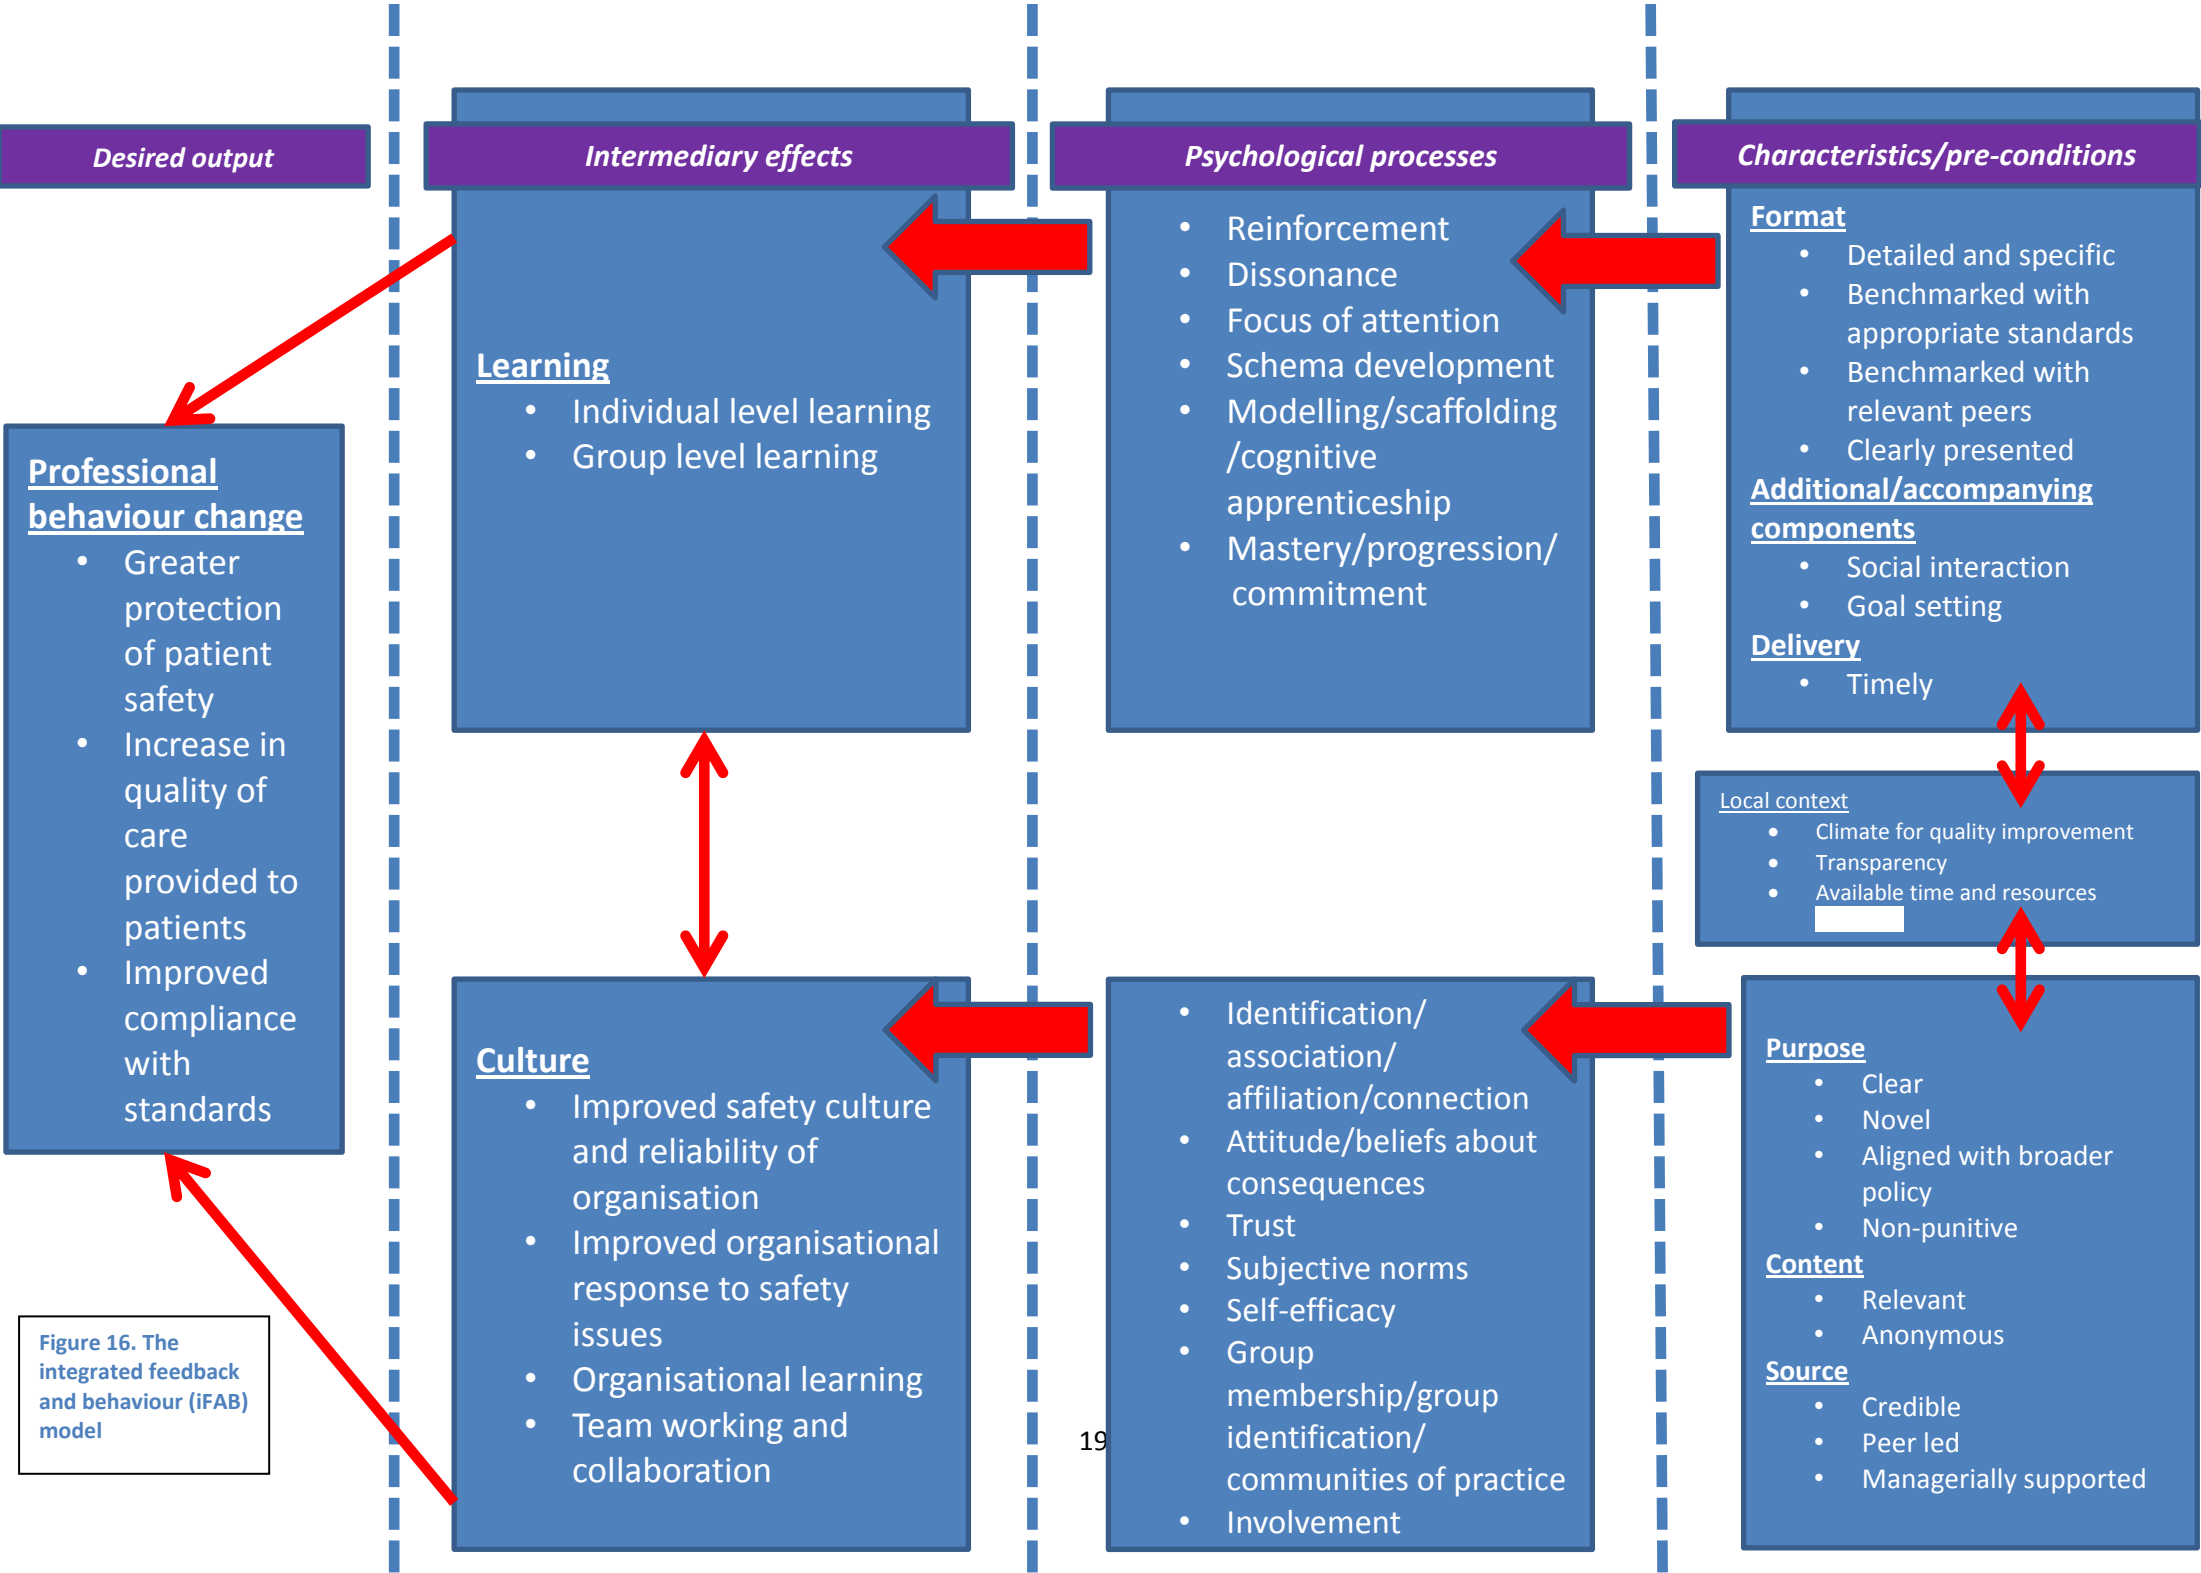 Desired output
Intermediary effects
Psychological processes
Characteristics/pre-conditions
Professional
behaviour change
• Greater
protection
of patient
safety
• Increase in
quality of
care
provided to
patients
• Improved
compliance
with
standards
Figure 16. The
integrated feedback
and behaviour (iFAB)
model
Learning
• Individual level learning
• Group level learning
Culture
• Improved safety culture
and reliability of
organisation
• Improved organisational
response to safety
issues
• Organisational learning
• Team working and
collaboration
• Reinforcement
• Dissonance
• Focus of attention
• Schema development
• Modelling/scaffolding
/cognitive
apprenticeship
• Mastery/progression/
commitment
• Identification/
association/
affiliation/connection
• Attitude/beliefs about
consequences
• Trust
• Subjective norms
• Self-efficacy
• Group
membership/group
identification/
communities of practice
• Involvement
19
Format
• Detailed and specific
• Benchmarked with
appropriate standards
• Benchmarked with
relevant peers
• Clearly presented
Additional/accompanying
components
• Social interaction
• Goal setting
Delivery
• Timely
Local context
• Climate for quality improvement
• Transparency
• Available time and resources
Purpose
• Clear
• Novel
• Aligned with broader
policy
• Non-punitive
Content
• Relevant
• Anonymous
Source
• Credible
• Peer led
• Managerially supported